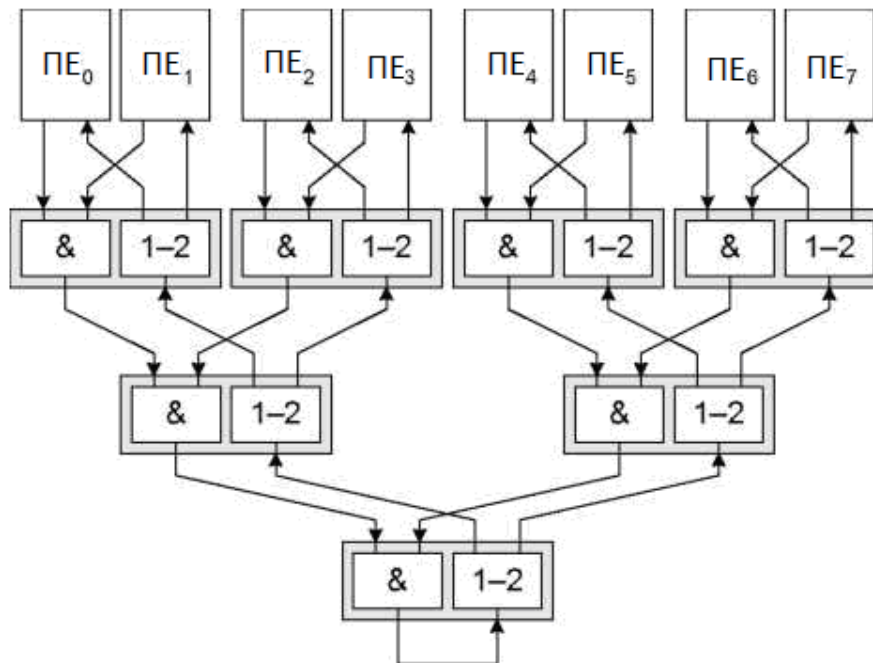 ПЕ₀ ПЕ₁ ПЕ₂ ПЕ₃ ПЕ₄ ПЕ₅ ПЕ₆ ПЕ₇
& 1–2 & 1–2 & 1–2 & 1–2
& 1–2 & 1–2
& 1–2